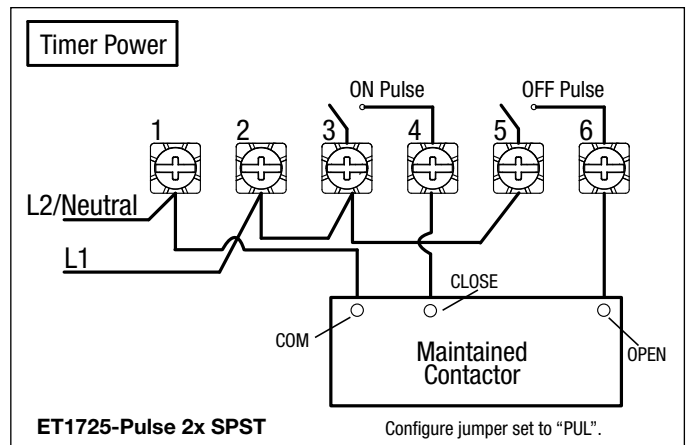 Timer Power
ON Pulse
OFF Pulse
1 2 3 4 5 6
L2/Neutral
L1
CLOSE
COM
OPEN
Maintained
Contactor
ET1725-Pulse 2x SPST
Configure jumper set to “PUL”.